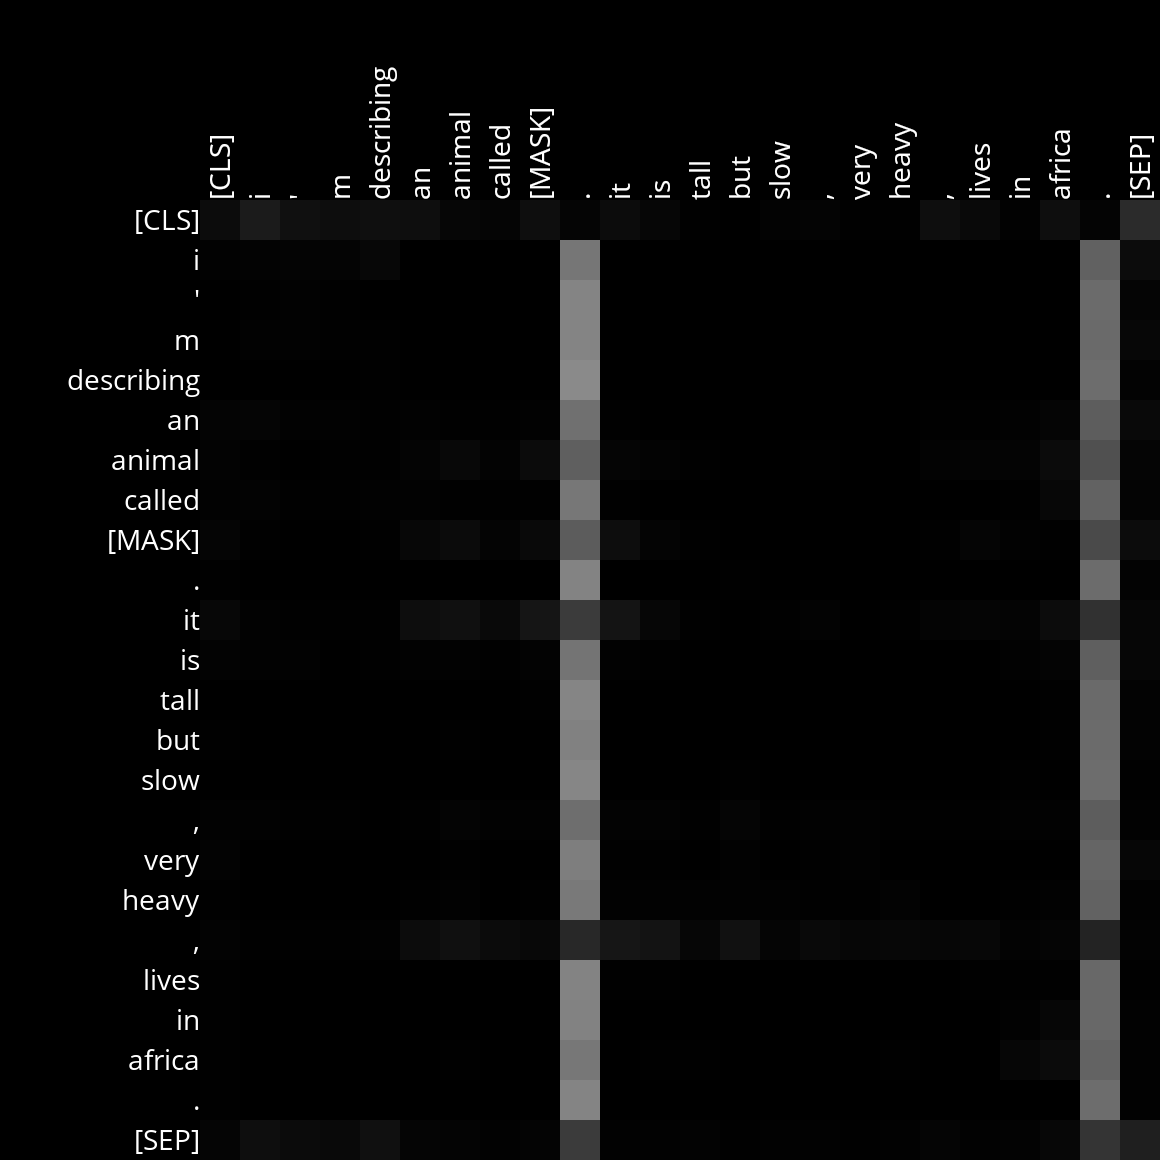 [CLS] i ' m describing an animal called [MASK] . it is tall but slow , very heavy , lives in africa . [SEP]
[CLS]
i
'
m
describing
an
animal
called
[MASK]
.
it
is
tall
but
slow
,
very
heavy
,
lives
in
africa
.
[SEP]